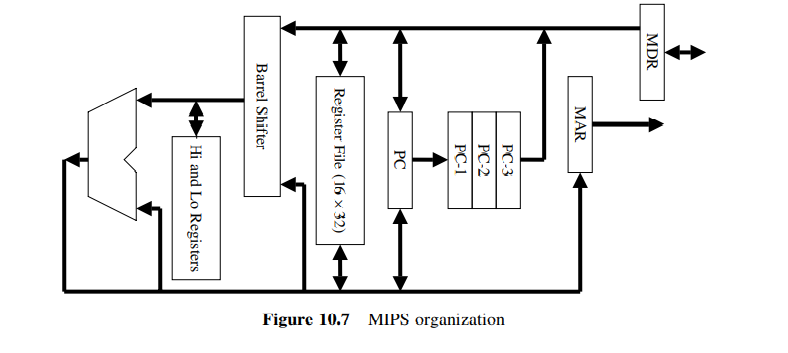 MDR
MAR
Barrel Shifter
Register File (16 × 32)
PC
PC-1
PC-2
PC-3
Hi and Lo Registers
Figure 10.7 MIPS organization